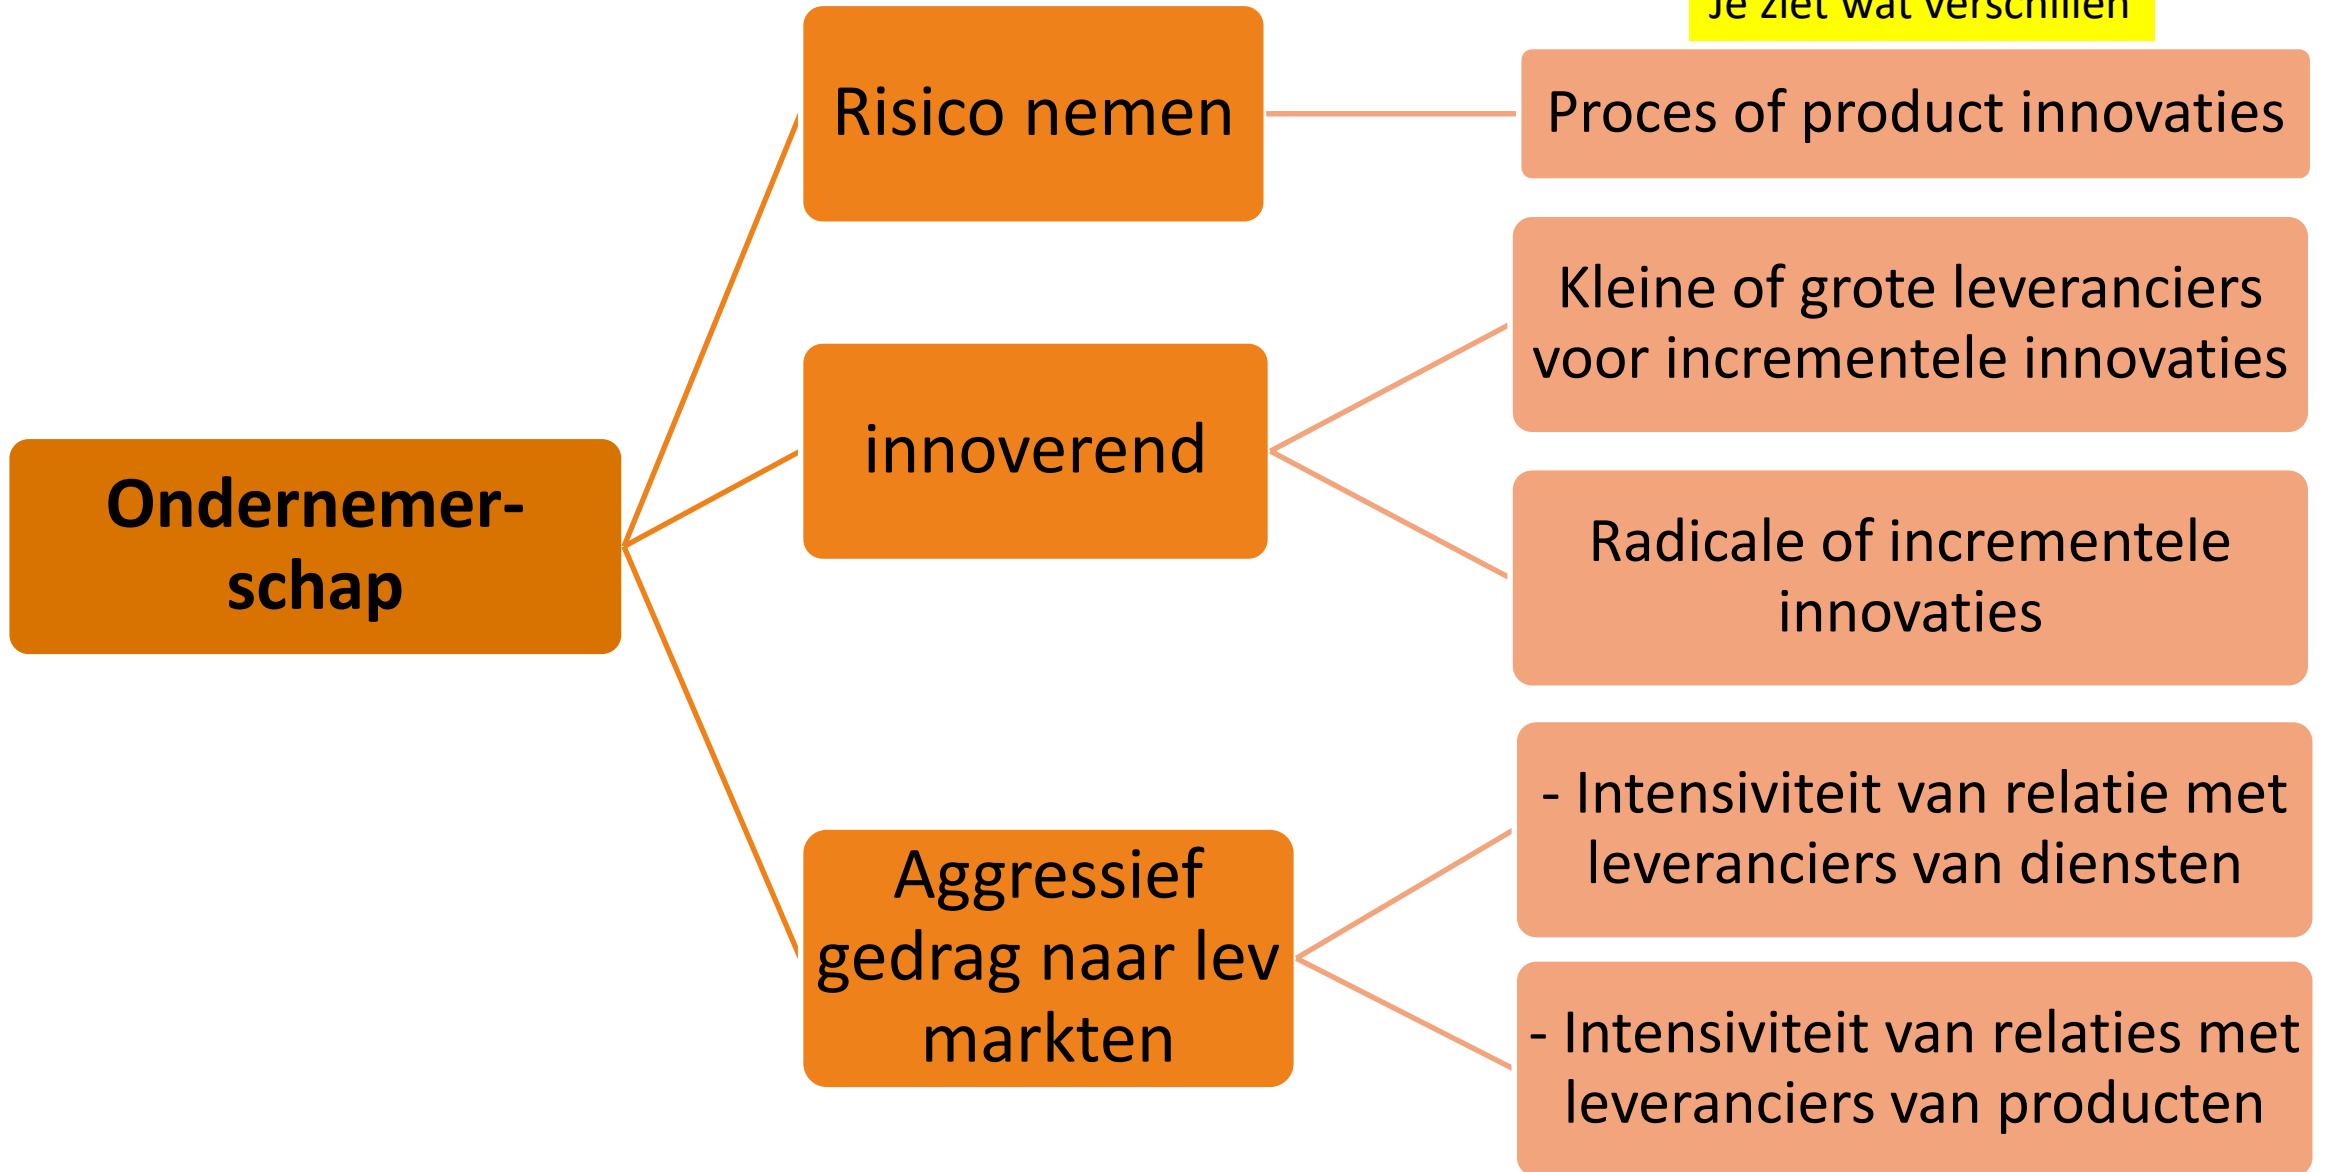 Je ziet wat verschillen
Risico nemen
Proces of product innovaties
Kleine of grote leveranciers
voor incrementele innovaties
innoverend
Radicale of incrementele
innovaties
Ondernemer-
schap
- Intensiviteit van relatie met
leveranciers van diensten
Aggressief
gedrag naar lev
markten
- Intensiviteit van relaties met
leveranciers van producten